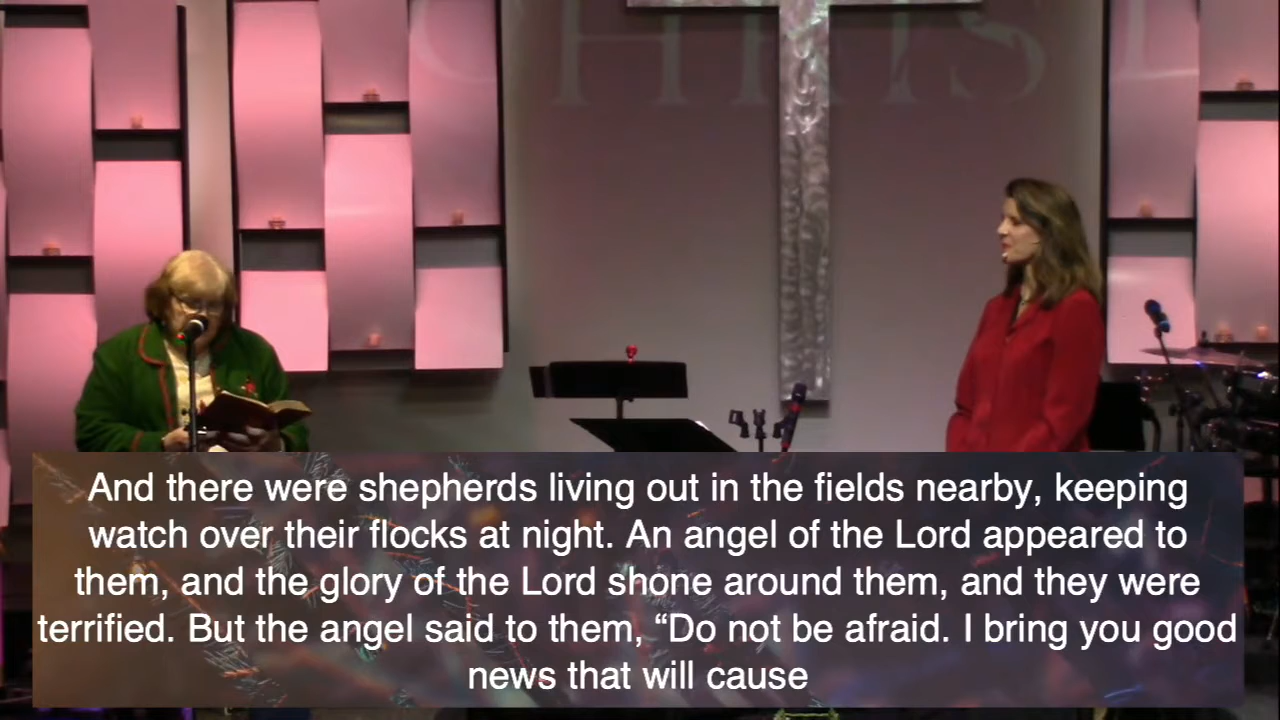 CHRIST
And there were shepherds living out in the fields nearby, keeping
watch over their flocks at night. An angel of the Lord appeared to
them, and the glory of the Lord shone around them, and they were
terrified. But the angel said to them, “Do not be afraid. I bring you good
news that will cause